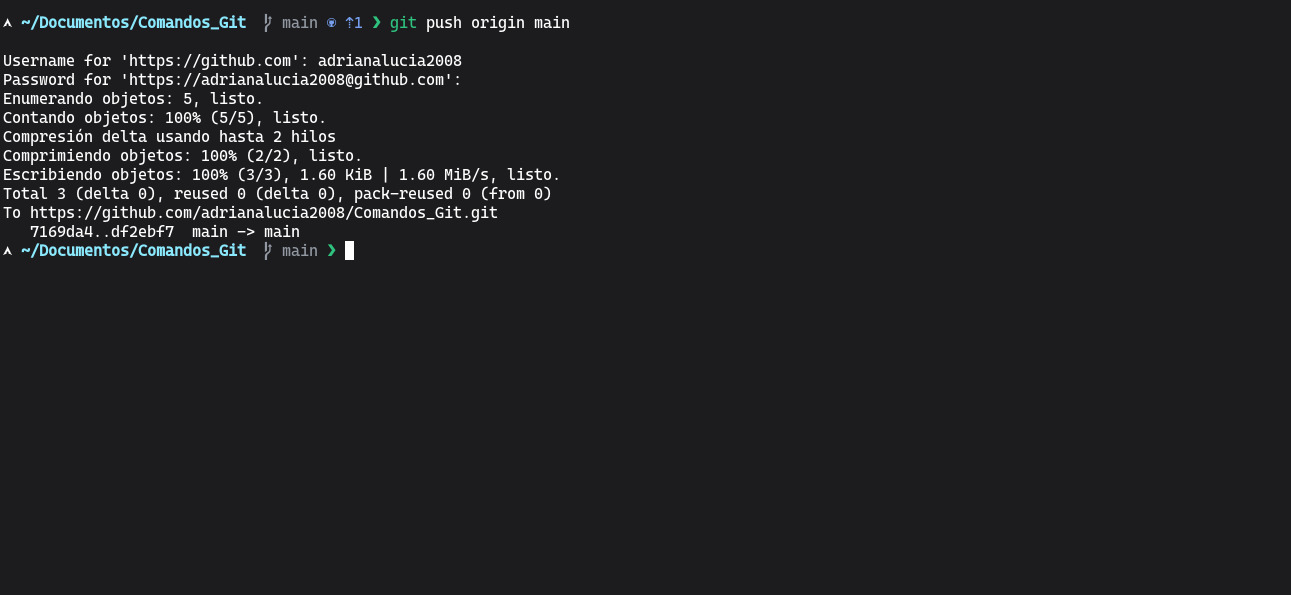 ~/Documentos/Comandos_Git main ⇡1 ❯ git push origin main
Username for 'https://github.com': adrianalucia2008
Password for 'https://adrianalucia2008@github.com':
Enumerando objetos: 5, listo.
Contando objetos: 100% (5/5), listo.
Compresión delta usando hasta 2 hilos
Comprimiendo objetos: 100% (2/2), listo.
Escribiendo objetos: 100% (3/3), 1.60 KiB | 1.60 MiB/s, listo.
Total 3 (delta 0), reused 0 (delta 0), pack-reused 0 (from 0)
To https://github.com/adrianalucia2008/Comandos_Git.git
7169da4..df2ebf7 main -> main
~/Documentos/Comandos_Git main ❯